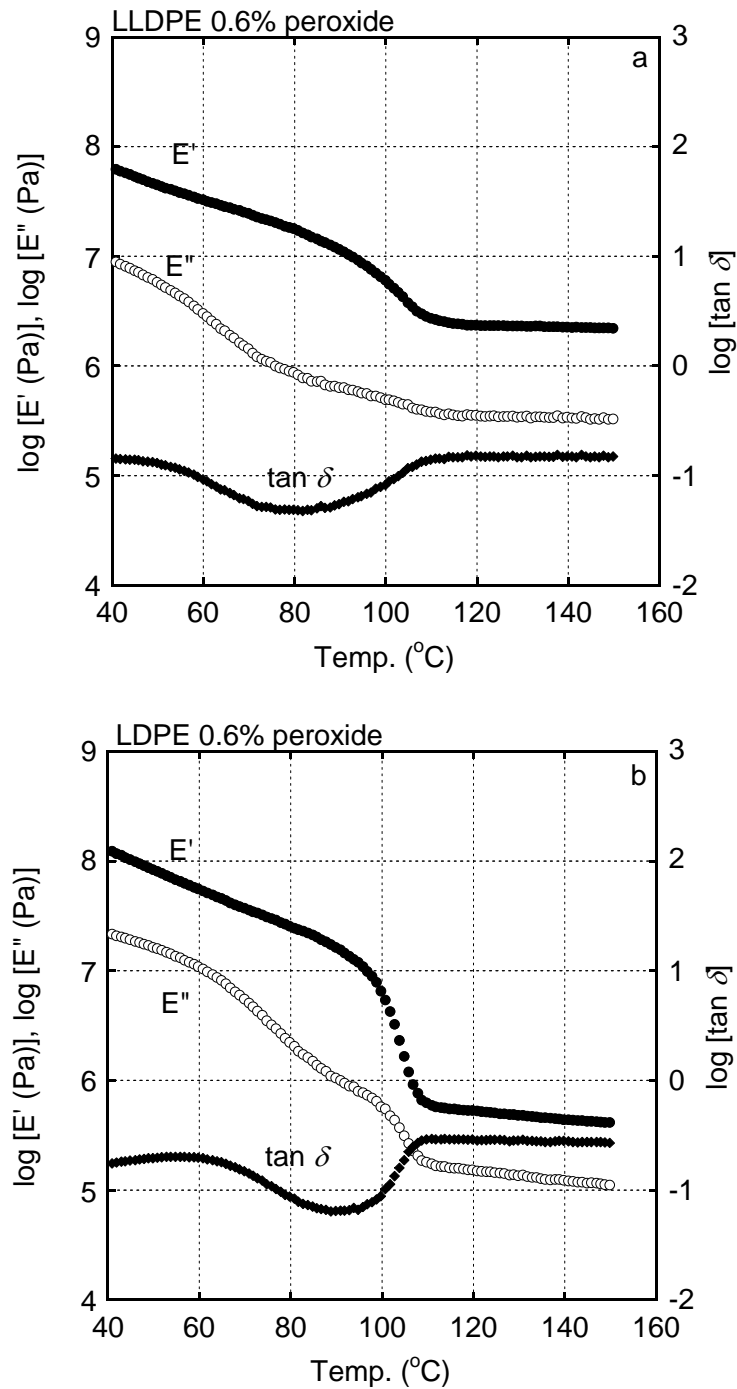 LLDPE 0.6% peroxide
9
3
a
8
2
E'
7
1
E"
6
0
tan δ
5
-1
4
-2
40 60 80 100 120 140 160
Temp. (°C)
log [E' (Pa)], log [E" (Pa)]
log [tan δ]
LDPE 0.6% peroxide
9
3
b
8
2
E'
7
1
E"
6
0
tan δ
5
-1
4
-2
40 60 80 100 120 140 160
Temp. (°C)
log [E' (Pa)], log [E" (Pa)]
log [tan δ]